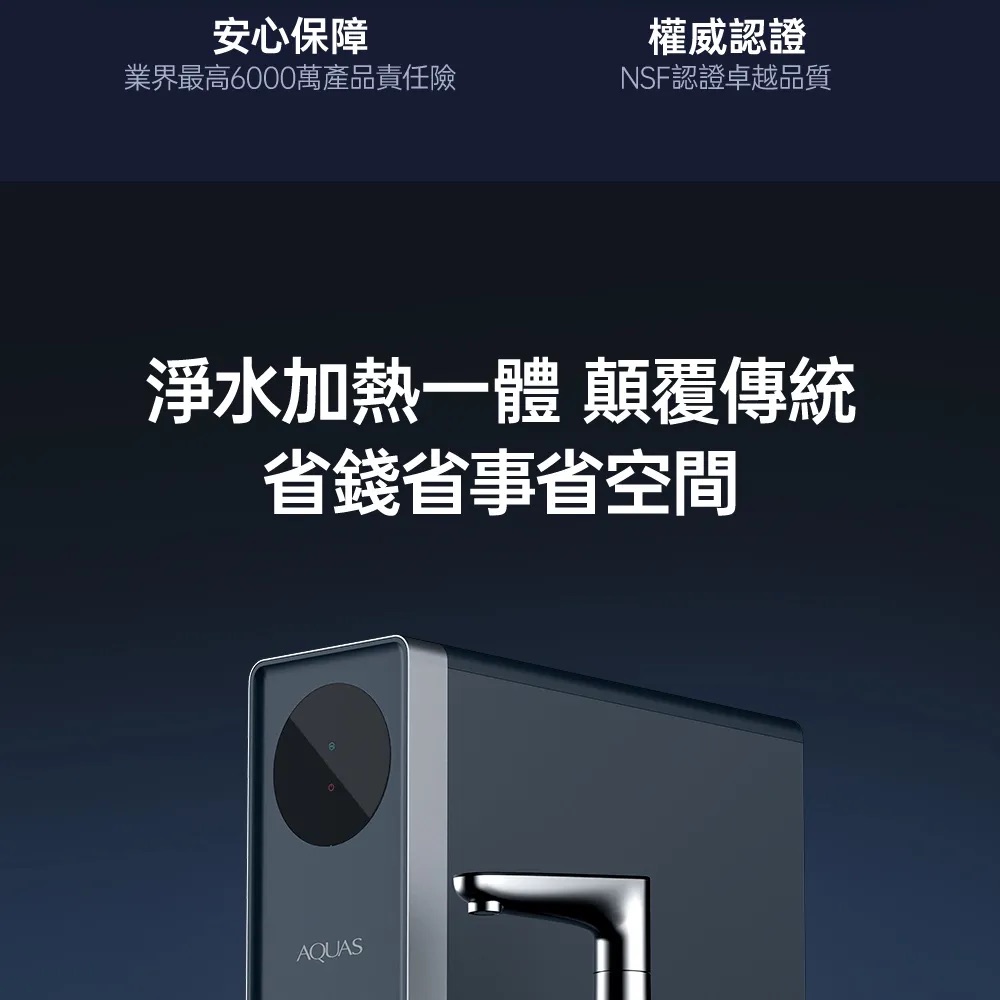 安心保障
業界最高6000萬產品責任險
權威認證
NSF認證卓越品質
淨水加熱一體 顛覆傳統
省錢省事省空間
AQUAS